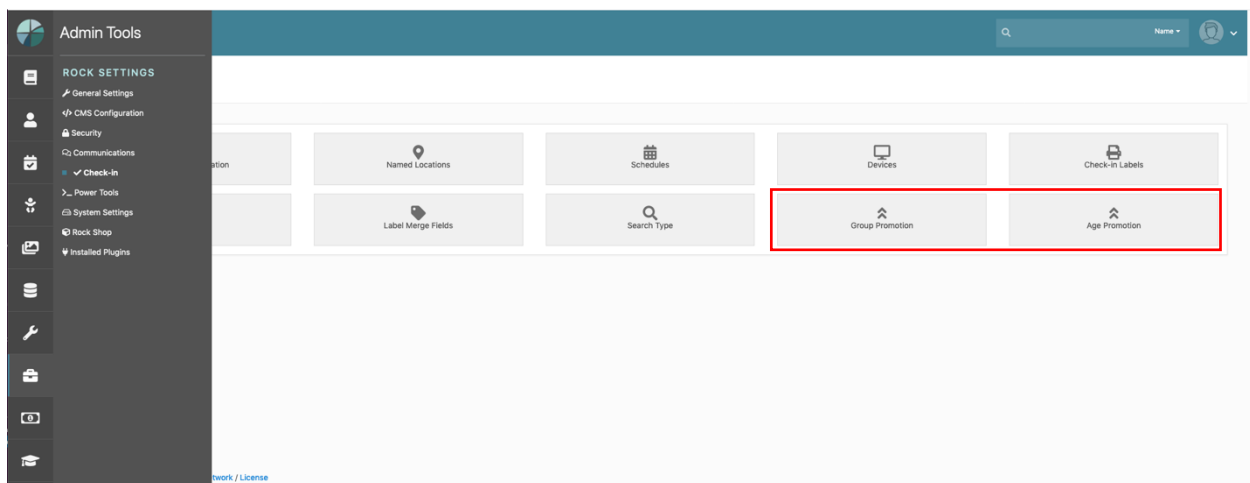 Admin Tools
Name
ROCK SETTINGS
General Settings
CMS Configuration
Security
Communications
Check-in
Power Tools
System Settings
Rock Shop
Installed Plugins
ation
Named Locations
Schedules
Devices
Check-in Labels
Label Merge Fields
Search Type
Group Promotion
Age Promotion
twork / License